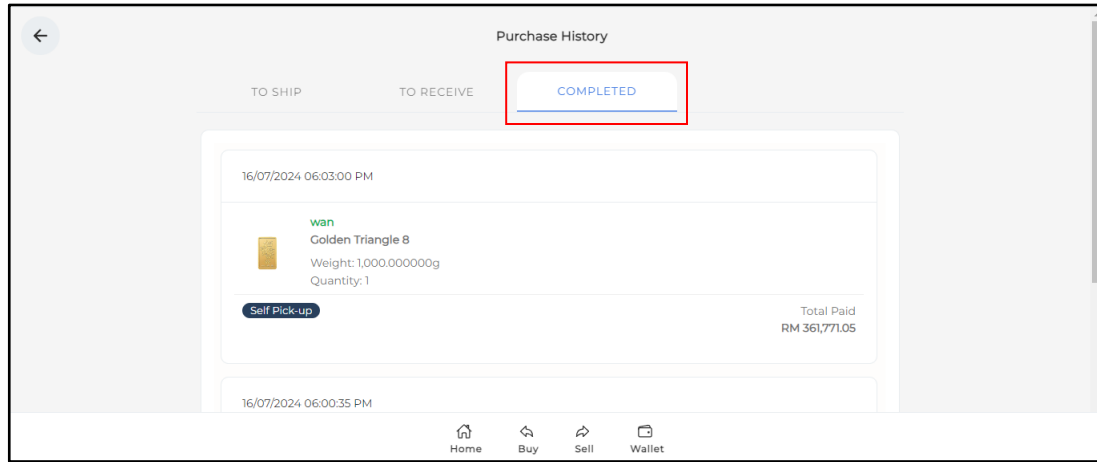 Purchase History
TO SHIP
TO RECEIVE
COMPLETED
16/07/2024 06:03:00 PM
wan
Golden Triangle 8
Weight: 1,000.000000g
Quantity: 1
Self Pick-up
Total Paid
RM 361,771.05
16/07/2024 06:00:35 PM
Home
Buy
Sell
Wallet